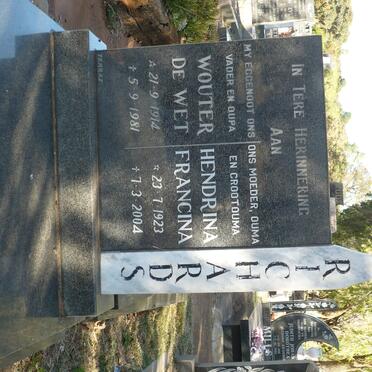 RICHARDS
IN TERE HERINNERING
AAN
MY EGGENOOT ONS
VADER EN OUPA
WOUTER
DE WET
☆ 21·9·1914
✝ 5·9·1981
ONS MOEDER, OUMA
EN GROOTOUMA
HENDRINA
FRANCINA
☆ 23·7·1923
✝ 1·3·2004